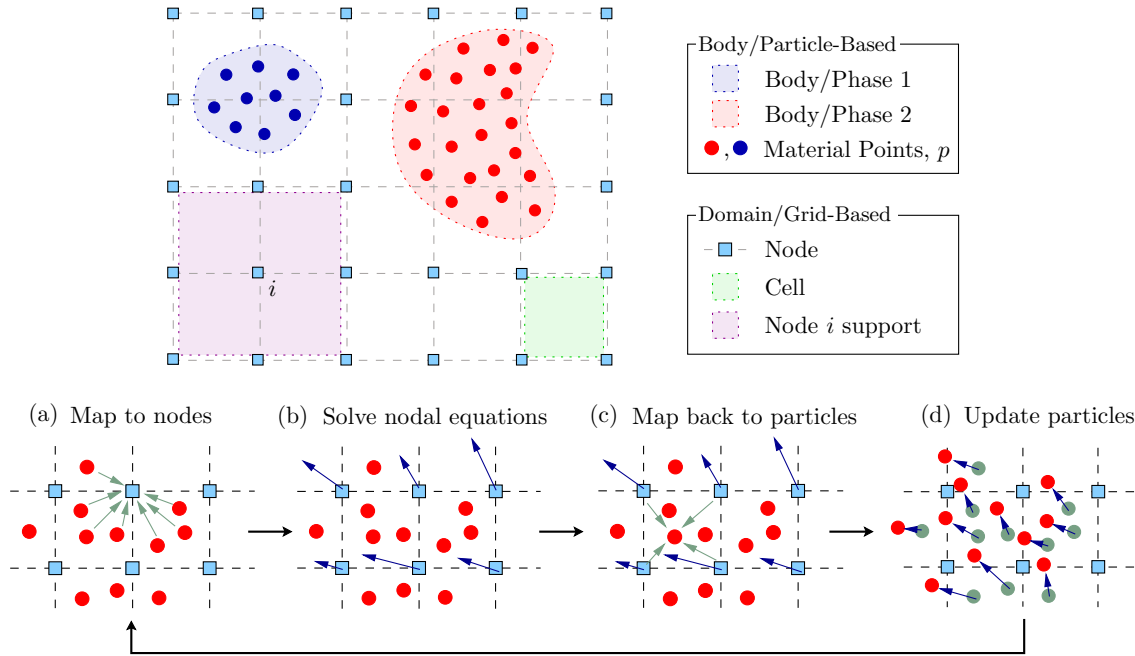 Body/Particle-Based
Body/Phase 1
Body/Phase 2
, Material Points, p
Domain/Grid-Based
Node
Cell
Node i support
i
(a) Map to nodes
(b) Solve nodal equations
(c) Map back to particles
(d) Update particles